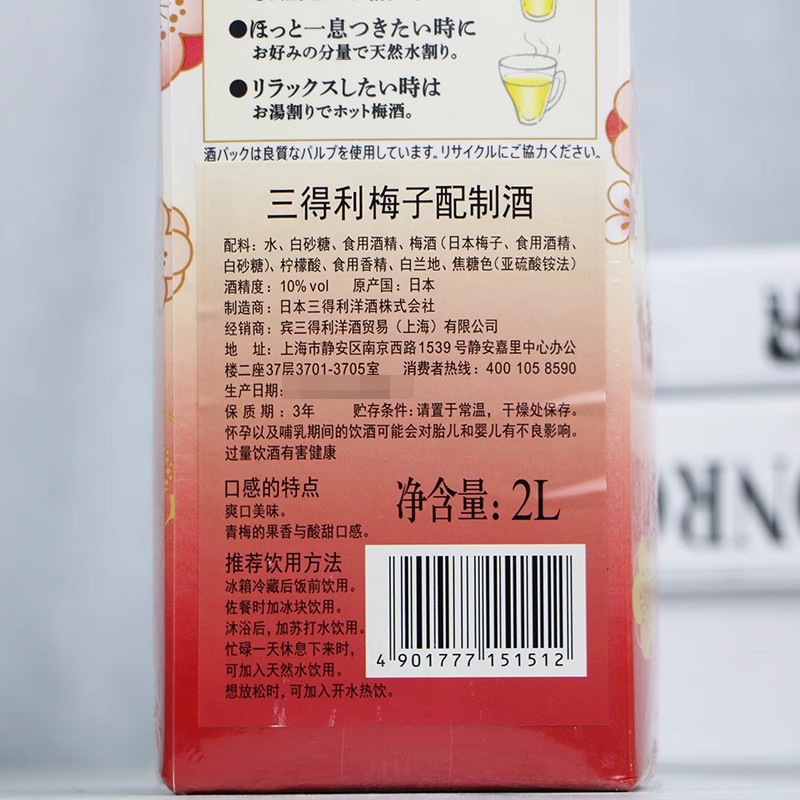 ●ほっと一息つきたい時に
お好みの分量で天然水割り。
●リラックスしたい時は
お湯割りでホット梅酒。
酒パックは良質なパルプを使用しています。リサイクルにご協力ください。
三得利梅子配制酒
配料：水、白砂糖、食用酒精、梅酒（日本梅子、食用酒精、
白砂糖）、柠檬酸、食用香精、白兰地、焦糖色（亚硫酸铵法）
酒精度：10%vol 原产国：日本
制造商：日本三得利洋酒株式会社
经销商：宾三得利洋酒贸易（上海）有限公司
地 址：上海市静安区南京西路1539号静安嘉里中心办公
楼二座37层3701-3705室 消费者热线：400 105 8590
生产日期：
保质期：3年 贮存条件：请置于常温，干燥处保存。
怀孕以及哺乳期间的饮酒可能会对胎儿和婴儿有不良影响。
过量饮酒有害健康
口感的特点
爽口美味。
青梅的果香与酸甜口感。
净含量：2L
推荐饮用方法
冰箱冷藏后饭前饮用。
佐餐时加冰块饮用。
沐浴后，加苏打水饮用。
忙碌一天休息下来时，
可加入天然水饮用。
想放松时，可加入开水热饮。
4 901777 151512